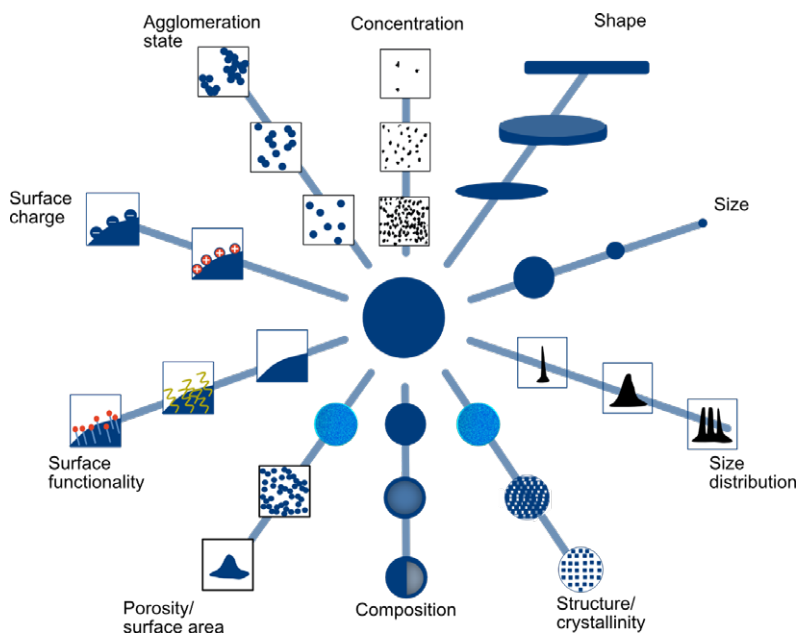 Agglomeration
state
Concentration
Shape
Surface
charge
Size
Surface
functionality
Size
distribution
Porosity/
surface area
Composition
Structure/
crystallinity